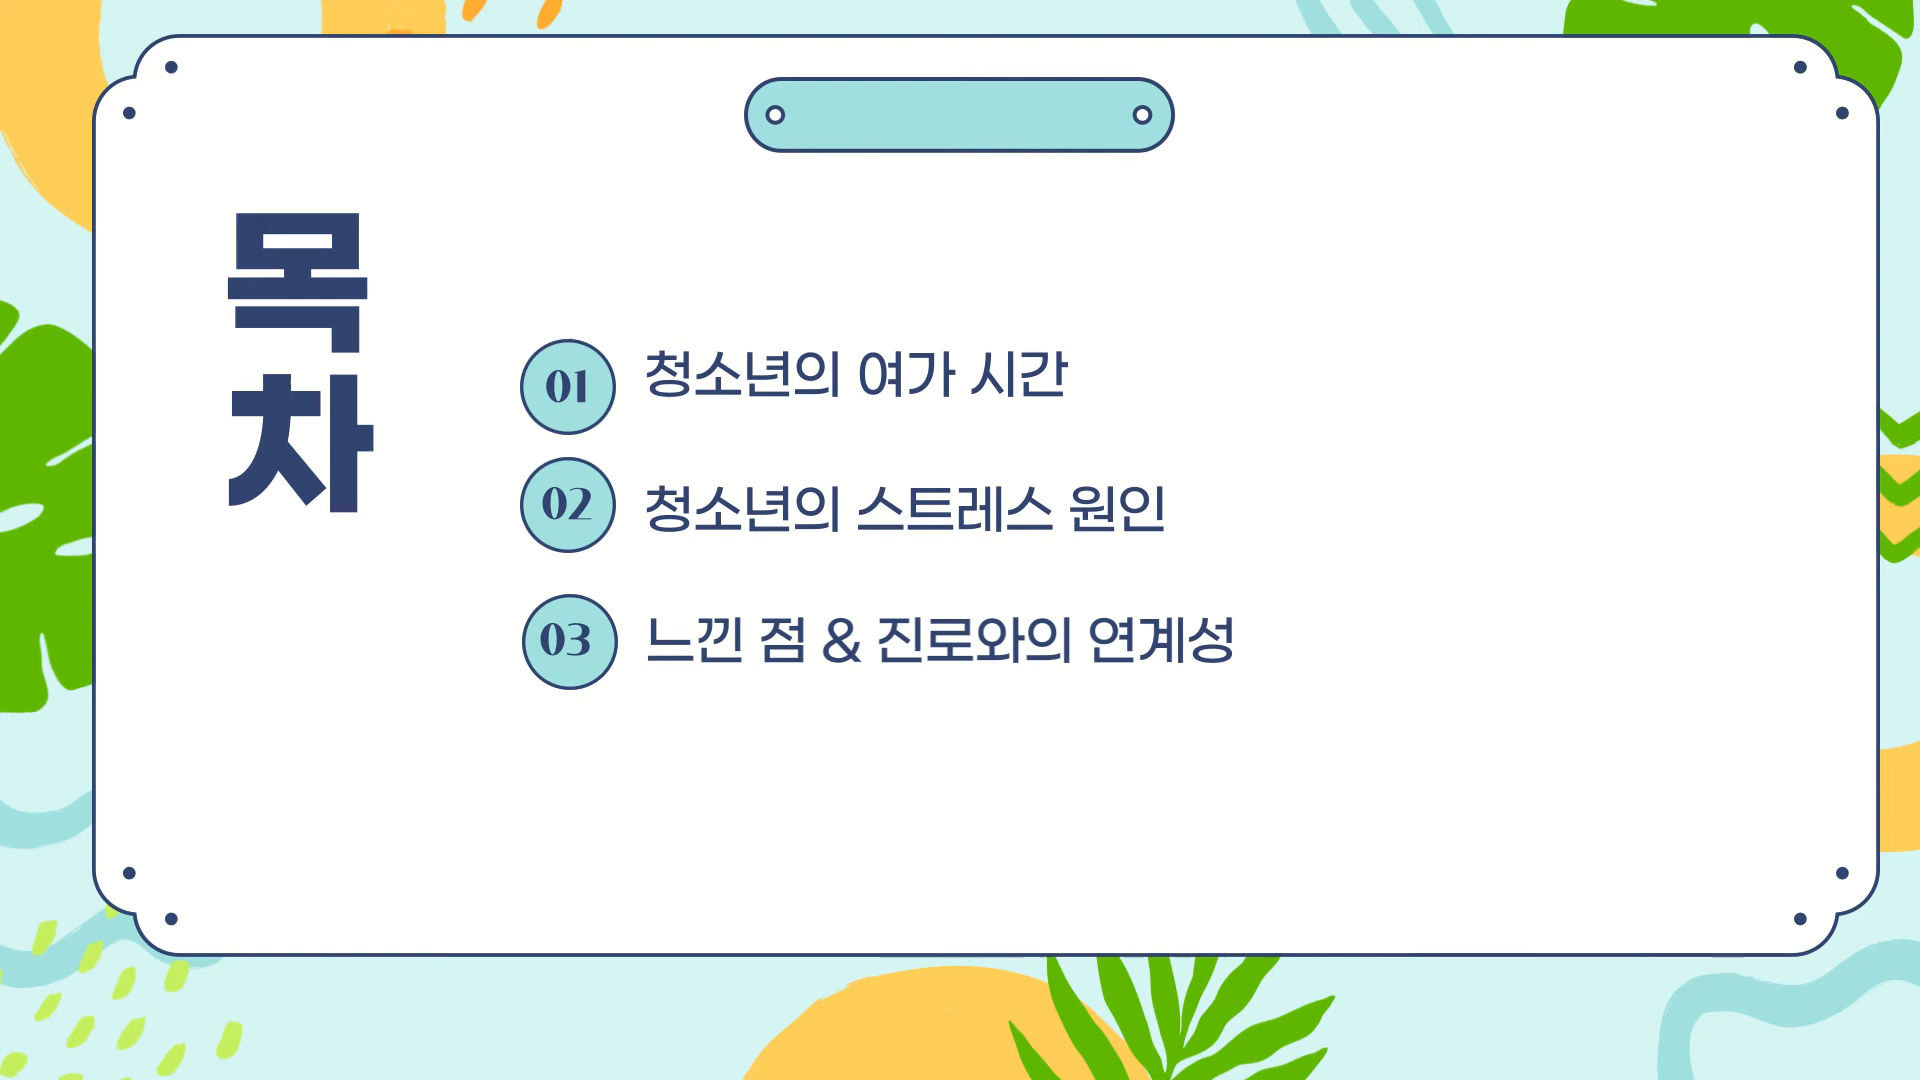 목
차
01 청소년의 여가 시간
02 청소년의 스트레스 원인
03 느낀 점 & 진로와의 연계성